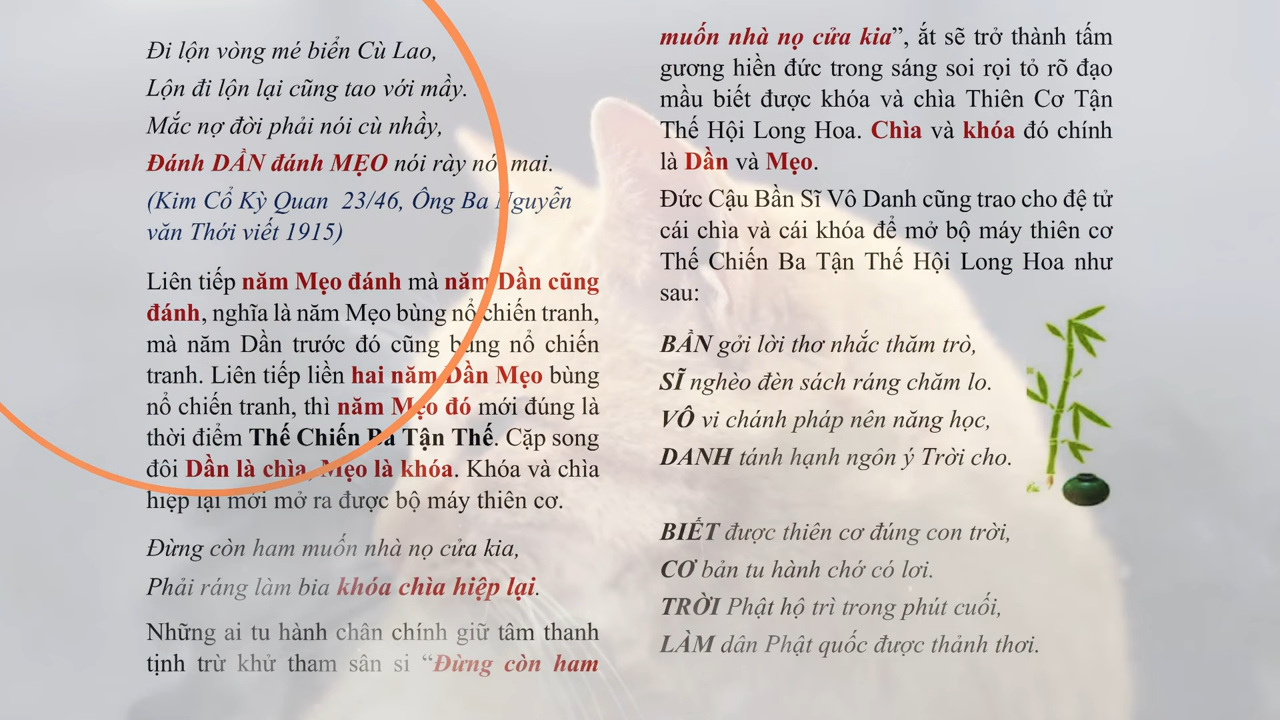 Đi lộn vòng mé biển Cù Lao,
Lộn đi lộn lại cũng tao với mầy.
Mắc nợ đời phải nói cù nhầy,
Đánh DẦN đánh MẸO nói rày nói mai.
(Kim Cổ Kỳ Quan 23/46, Ông Ba Nguyễn
văn Thới viết 1915)
Liên tiếp năm Mẹo đánh mà năm Dần cũng
đánh, nghĩa là năm Mẹo bùng nổ chiến tranh,
mà năm Dần trước đó cũng bùng nổ chiến
tranh. Liên tiếp liền hai năm Dần Mẹo bùng
nổ chiến tranh, thì năm Mẹo đó mới đúng là
thời điểm Thế Chiến Ba Tận Thế. Cặp song
đôi Dần là chìa, Mẹo là khóa. Khóa và chìa
hiệp lại mới mở ra được bộ máy thiên cơ.
Đừng còn ham muốn nhà nọ cửa kia,
Phải ráng làm bia khóa chìa hiệp lại.
Những ai tu hành chân chính giữ tâm thanh
tịnh trừ khử tham sân si “Đừng còn ham
muốn nhà nọ cửa kia”, ắt sẽ trở thành tấm
gương hiền đức trong sáng soi rọi tỏ rõ đạo
mầu biết được khóa và chìa Thiên Cơ Tận
Thế Hội Long Hoa. Chìa và khóa đó chính
là Dần và Mẹo.
Đức Cậu Bần Sĩ Vô Danh cũng trao cho đệ tử
cái chìa và cái khóa để mở bộ máy thiên cơ
Thế Chiến Ba Tận Thế Hội Long Hoa như
sau:
BẦN gởi lời thơ nhắc thăm trò,
SĨ nghèo đèn sách ráng chăm lo.
VÔ vi chánh pháp nên năng học,
DANH tánh hạnh ngôn ý Trời cho.
BIẾT được thiên cơ đúng con trời,
CƠ bản tu hành chớ có lơi.
TRỜI Phật hộ trì trong phút cuối,
LÀM dân Phật quốc được thảnh thơi.